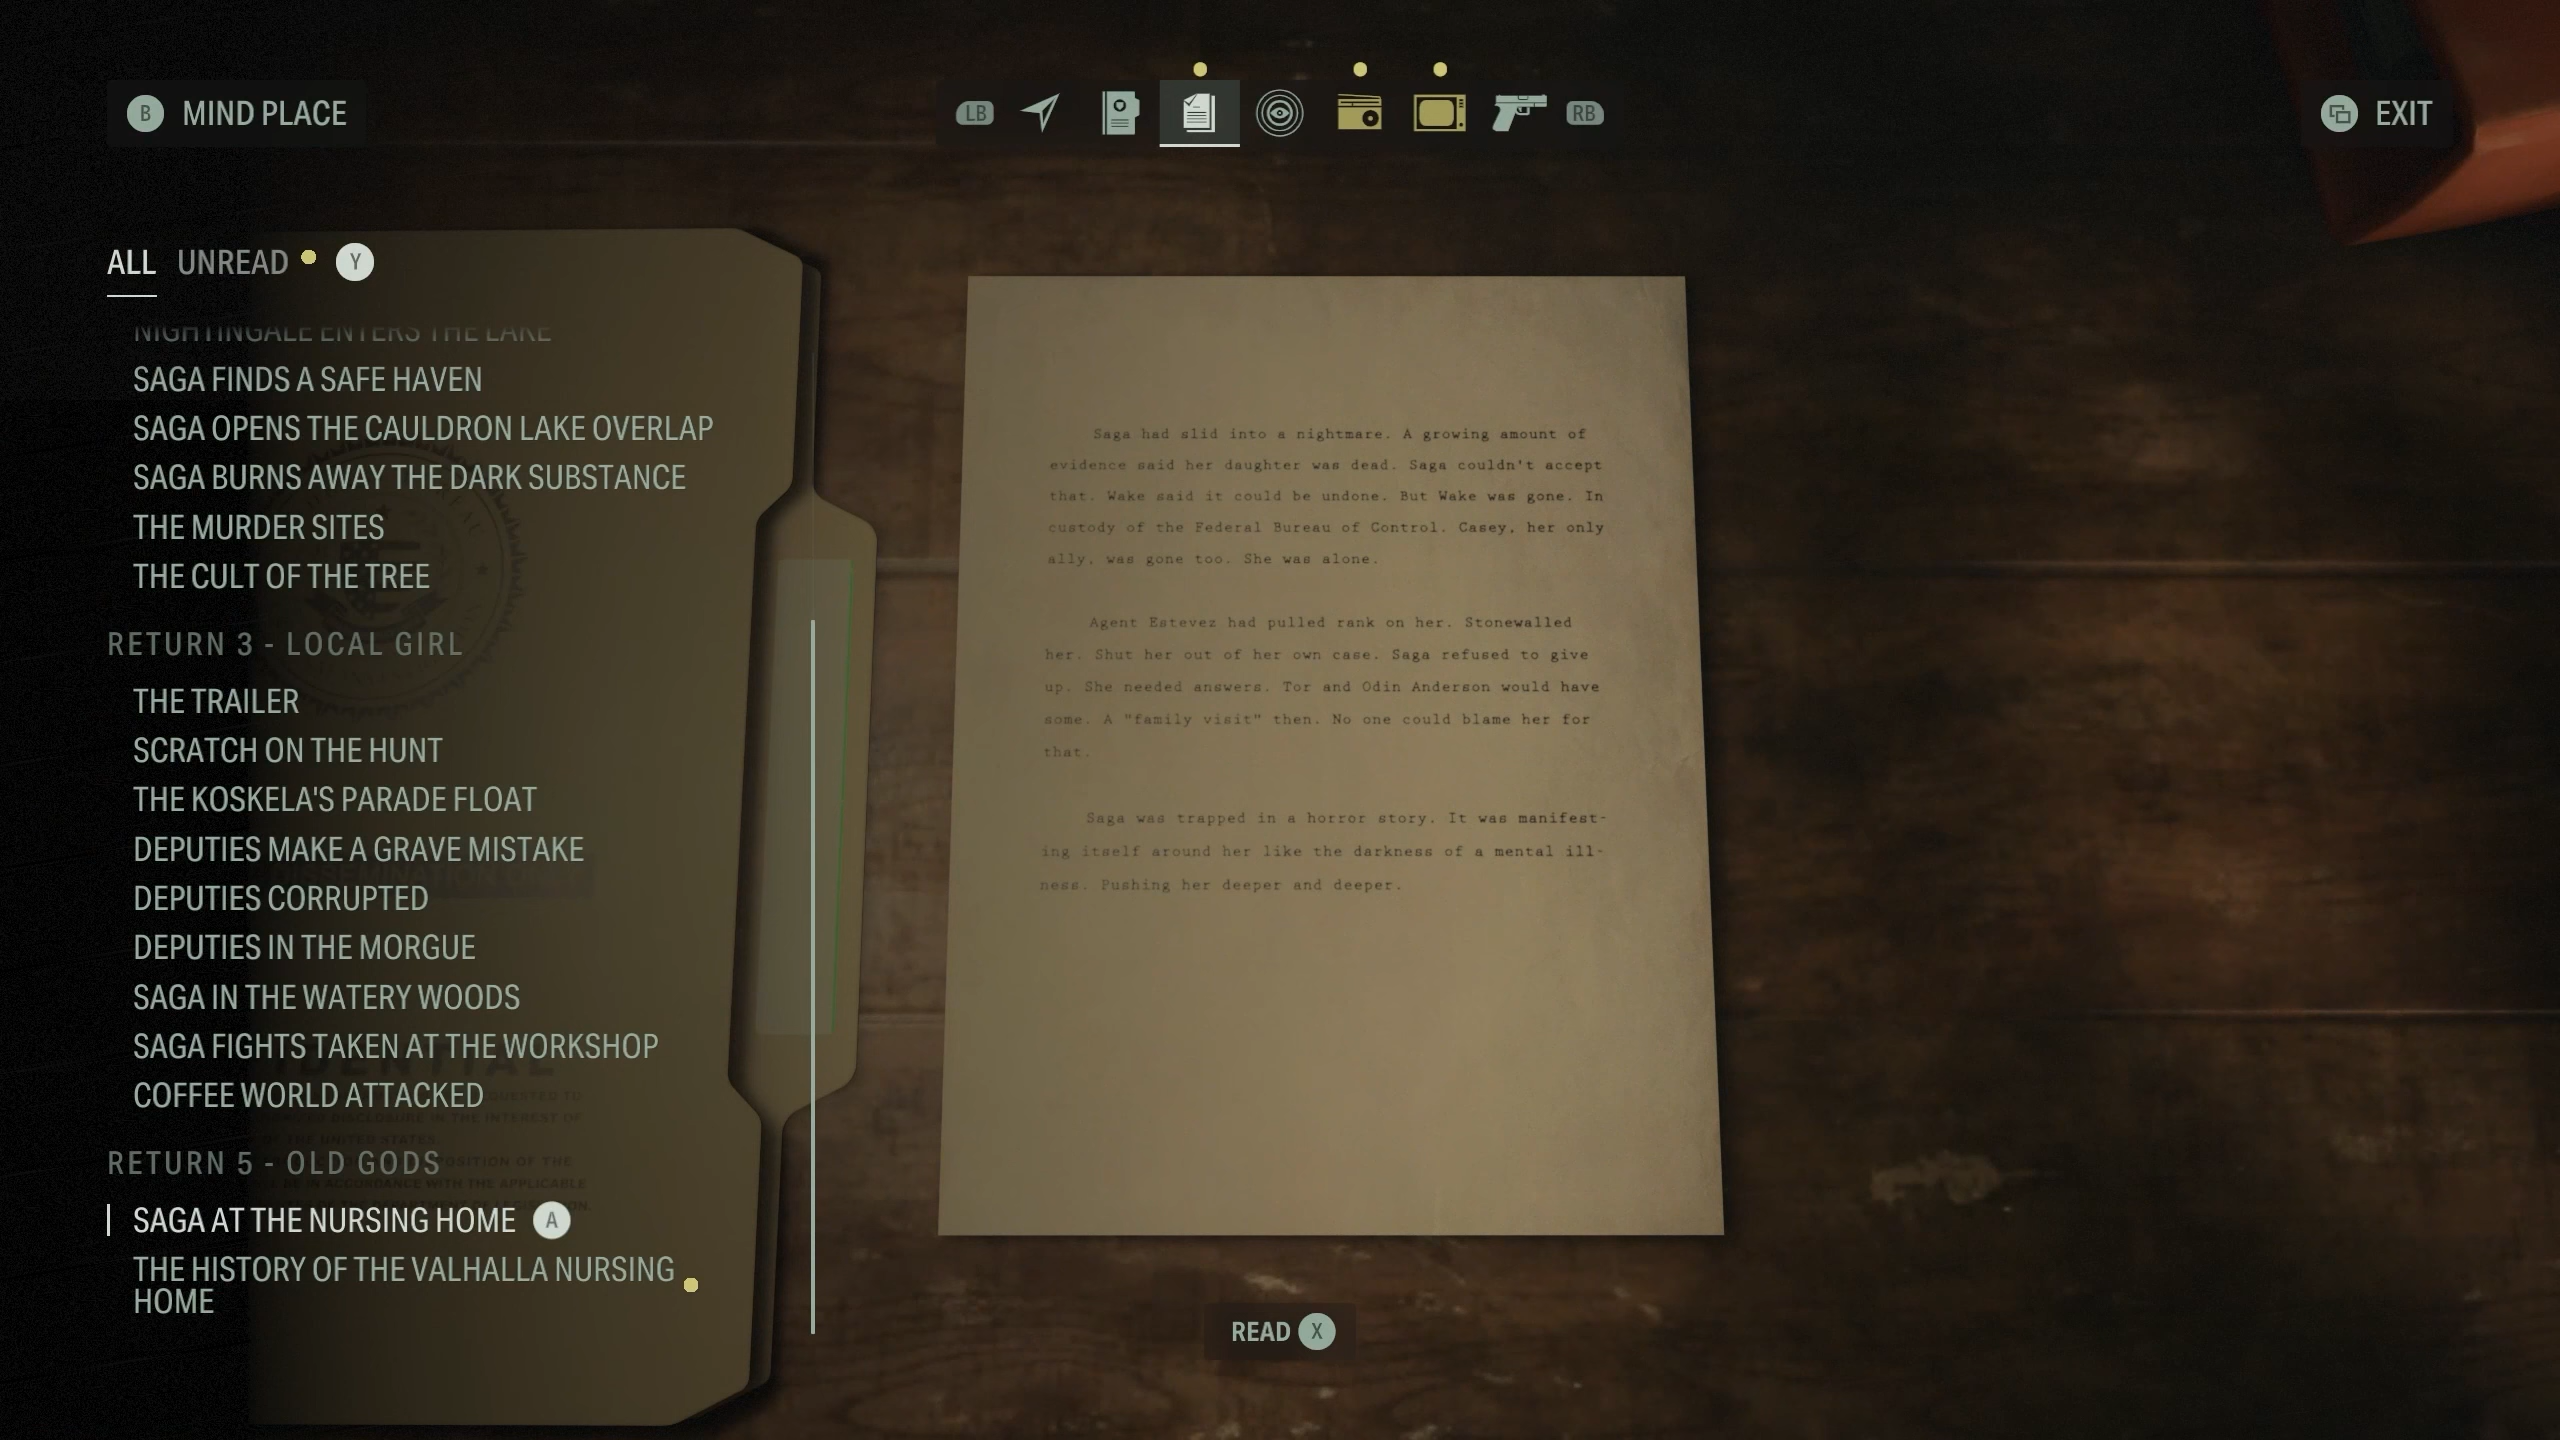 B MIND PLACE
LB
RB
EXIT
ALL UNREAD Y
NIGHTINGALE ENTERS THE LAKE
SAGA FINDS A SAFE HAVEN
SAGA OPENS THE CAULDRON LAKE OVERLAP
SAGA BURNS AWAY THE DARK SUBSTANCE
THE MURDER SITES
THE CULT OF THE TREE
RETURN 3 - LOCAL GIRL
THE TRAILER
SCRATCH ON THE HUNT
THE KOSKELA'S PARADE FLOAT
DEPUTIES MAKE A GRAVE MISTAKE
DEPUTIES CORRUPTED
DEPUTIES IN THE MORGUE
SAGA IN THE WATERY WOODS
SAGA FIGHTS TAKEN AT THE WORKSHOP
COFFEE WORLD ATTACKED
RETURN 5 - OLD GODS
SAGA AT THE NURSING HOME A
THE HISTORY OF THE VALHALLA NURSING
HOME
Saga had slid into a nightmare. A growing amount of
evidence said her daughter was dead. Saga couldn't accept
that. Wake said it could be undone. But Wake was gone. In
custody of the Federal Bureau of Control. Casey, her only
ally, was gone too. She was alone.
Agent Estevez had pulled rank on her. Stonewalled
her. Shut her out of her own case. Saga refused to give
up. She needed answers. Tor and Odin Anderson would have
some. A "family visit" then. No one could blame her for
that.
Saga was trapped in a horror story. It was manifest-
ing itself around her like the darkness of a mental ill-
ness. Pushing her deeper and deeper.
READ X